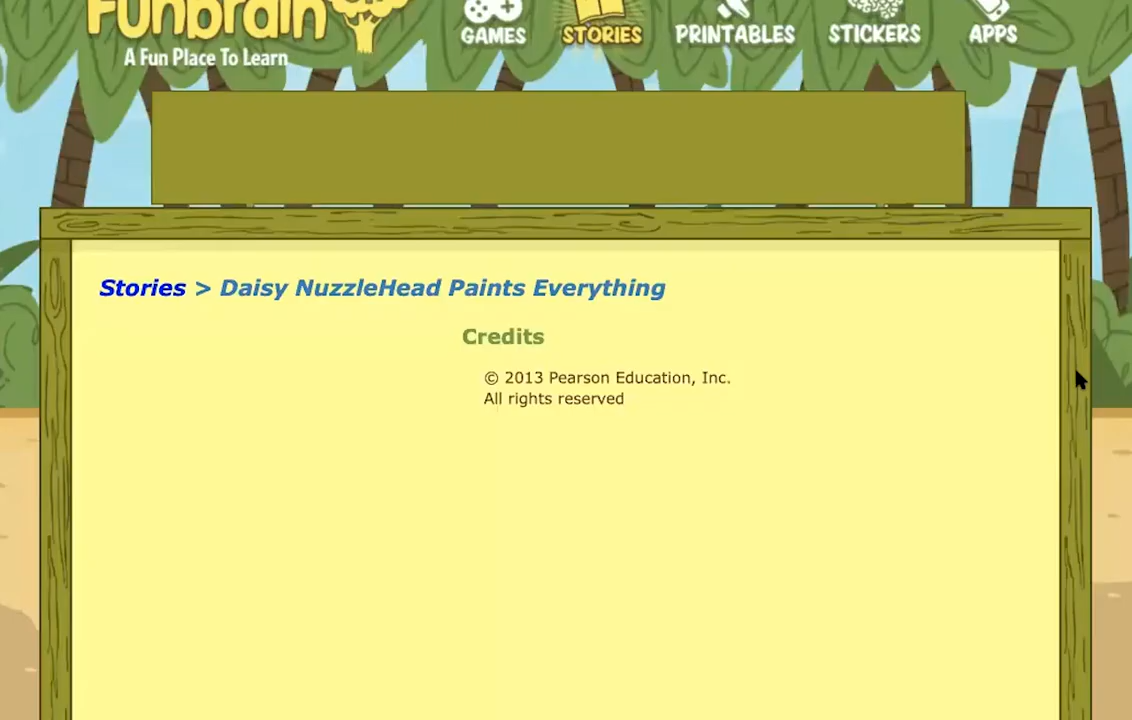 Funbrain
A Fun Place To Learn
GAMES
STORIES
PRINTABLES
STICKERS
APPS
Stories > Daisy NuzzleHead Paints Everything
Credits
© 2013 Pearson Education, Inc.
All rights reserved